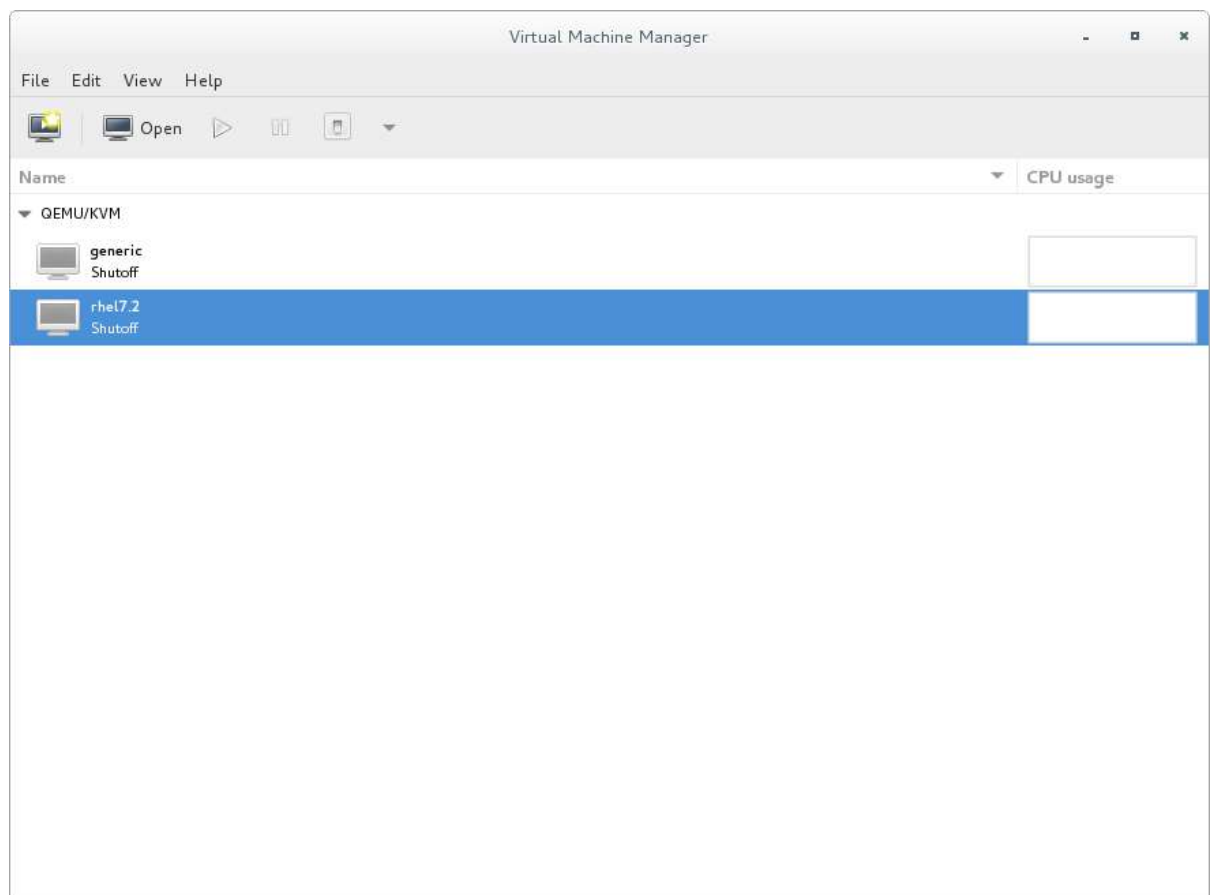 Virtual Machine Manager
File Edit View Help
Open
Name CPU usage
QEMU/KVM
generic
Shutoff
rhel7.2
Shutoff